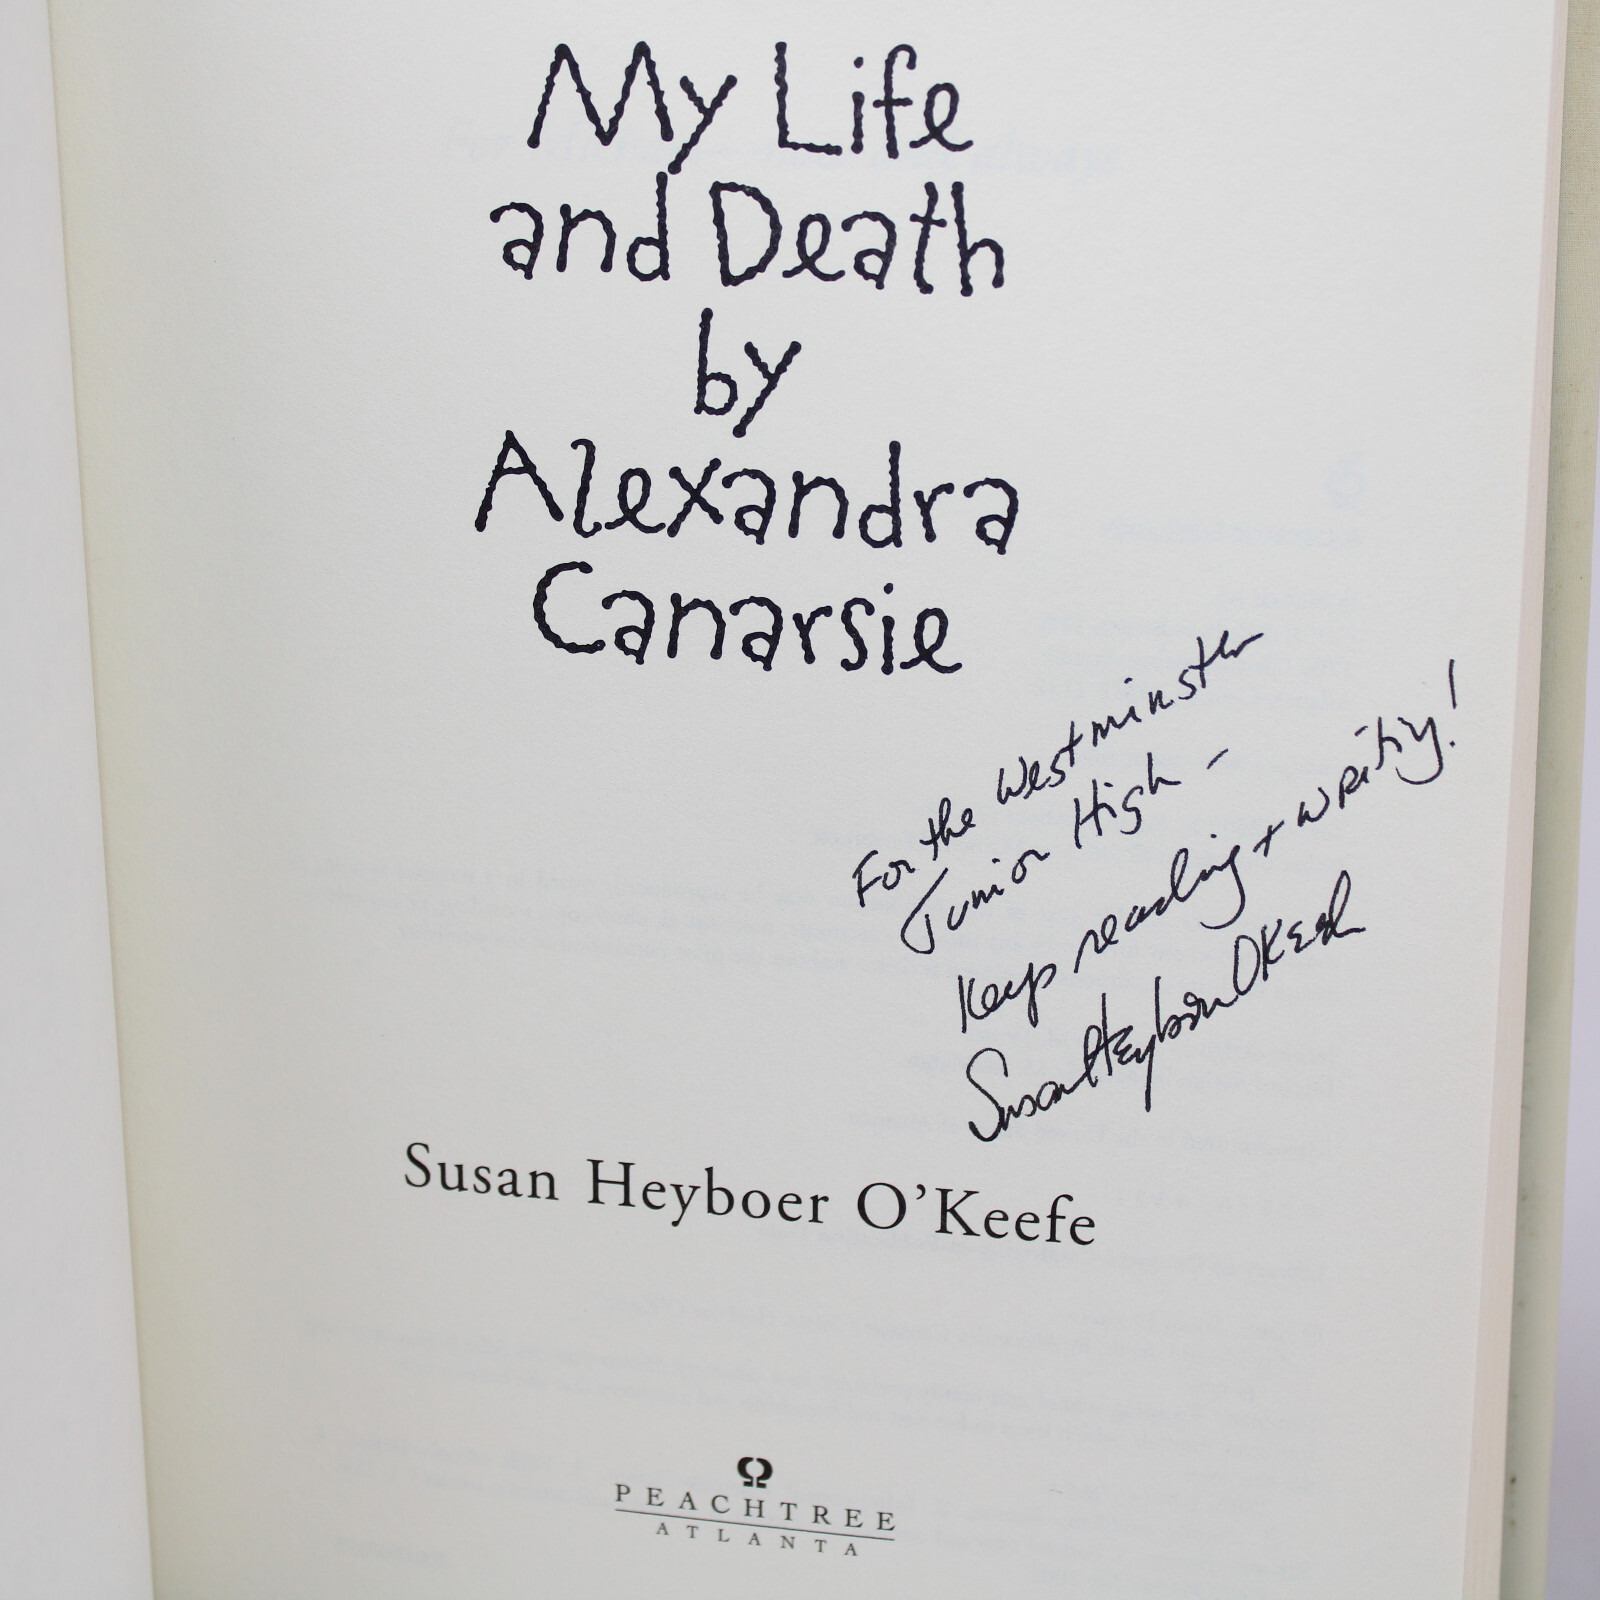 My Life
and Death
by
Alexandra
Canarsie
For the Westminster
Junior High –
Keep reading + writing!
Susan Heyboer O'Keefe
Susan Heyboer O'Keefe
PEACHTREE
ATLANTA